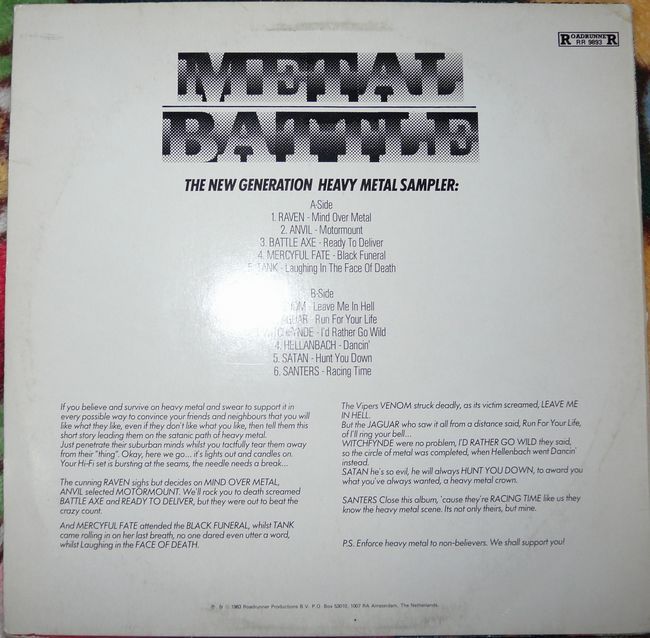 ROADRUNNER
RR 9893
METAL
BATTLE
THE NEW GENERATION HEAVY METAL SAMPLER:
A-Side
1. RAVEN - Mind Over Metal
2. ANVIL - Motormount
3. BATTLE AXE - Ready To Deliver
4. MERCYFUL FATE - Black Funeral
5. TANK - Laughing In The Face Of Death
B-Side
OM - Leave Me In Hell
GUAR - Run For Your Life
WITCHFYNDE - I'd Rather Go Wild
4. HELLANBACH - Dancin'
5. SATAN - Hunt You Down
6. SANTERS - Racing Time
If you believe and survive on heavy metal and swear to support it in
every possible way to convince your friends and neighbours that you will
like what they like, even if they don't like what you like, then tell them this
short story leading them on the satanic path of heavy metal.
Just penetrate their suburban minds whilst you tactfully tear them away
from their "thing". Okay, here we go... it's lights out and candles on.
Your Hi-Fi set is bursting at the seams, the needle needs a break...
The cunning RAVEN sighs but decides on MIND OVER METAL,
ANVIL selected MOTORMOUNT. We'll rock you to death screamed
BATTLE AXE and READY TO DELIVER, but they were out to beat the
crazy count.
And MERCYFUL FATE attended the BLACK FUNERAL, whilst TANK
came rolling in on her last breath, no one dared even utter a word,
whilst Laughing in the FACE OF DEATH.
The Vipers VENOM struck deadly, as its victim screamed, LEAVE ME
IN HELL.
But the JAGUAR who saw it all from a distance said, Run For Your Life,
of I'll ring your bell...
WITCHFYNDE were no problem, I'D RATHER GO WILD they said,
so the circle of metal was completed, when Hellenbach went Dancin'
instead.
SATAN he's so evil, he will always HUNT YOU DOWN, to award you
what you've always wanted, a heavy metal crown.
SANTERS Close this album, 'cause they're RACING TIME like us they
know the heavy metal scene. Its not only theirs, but mine.
P.S. Enforce heavy metal to non-believers. We shall support you!
℗ & © 1983 Roadrunner Productions B.V. P.O. Box 53010, 1007 RA Amsterdam, The Netherlands.